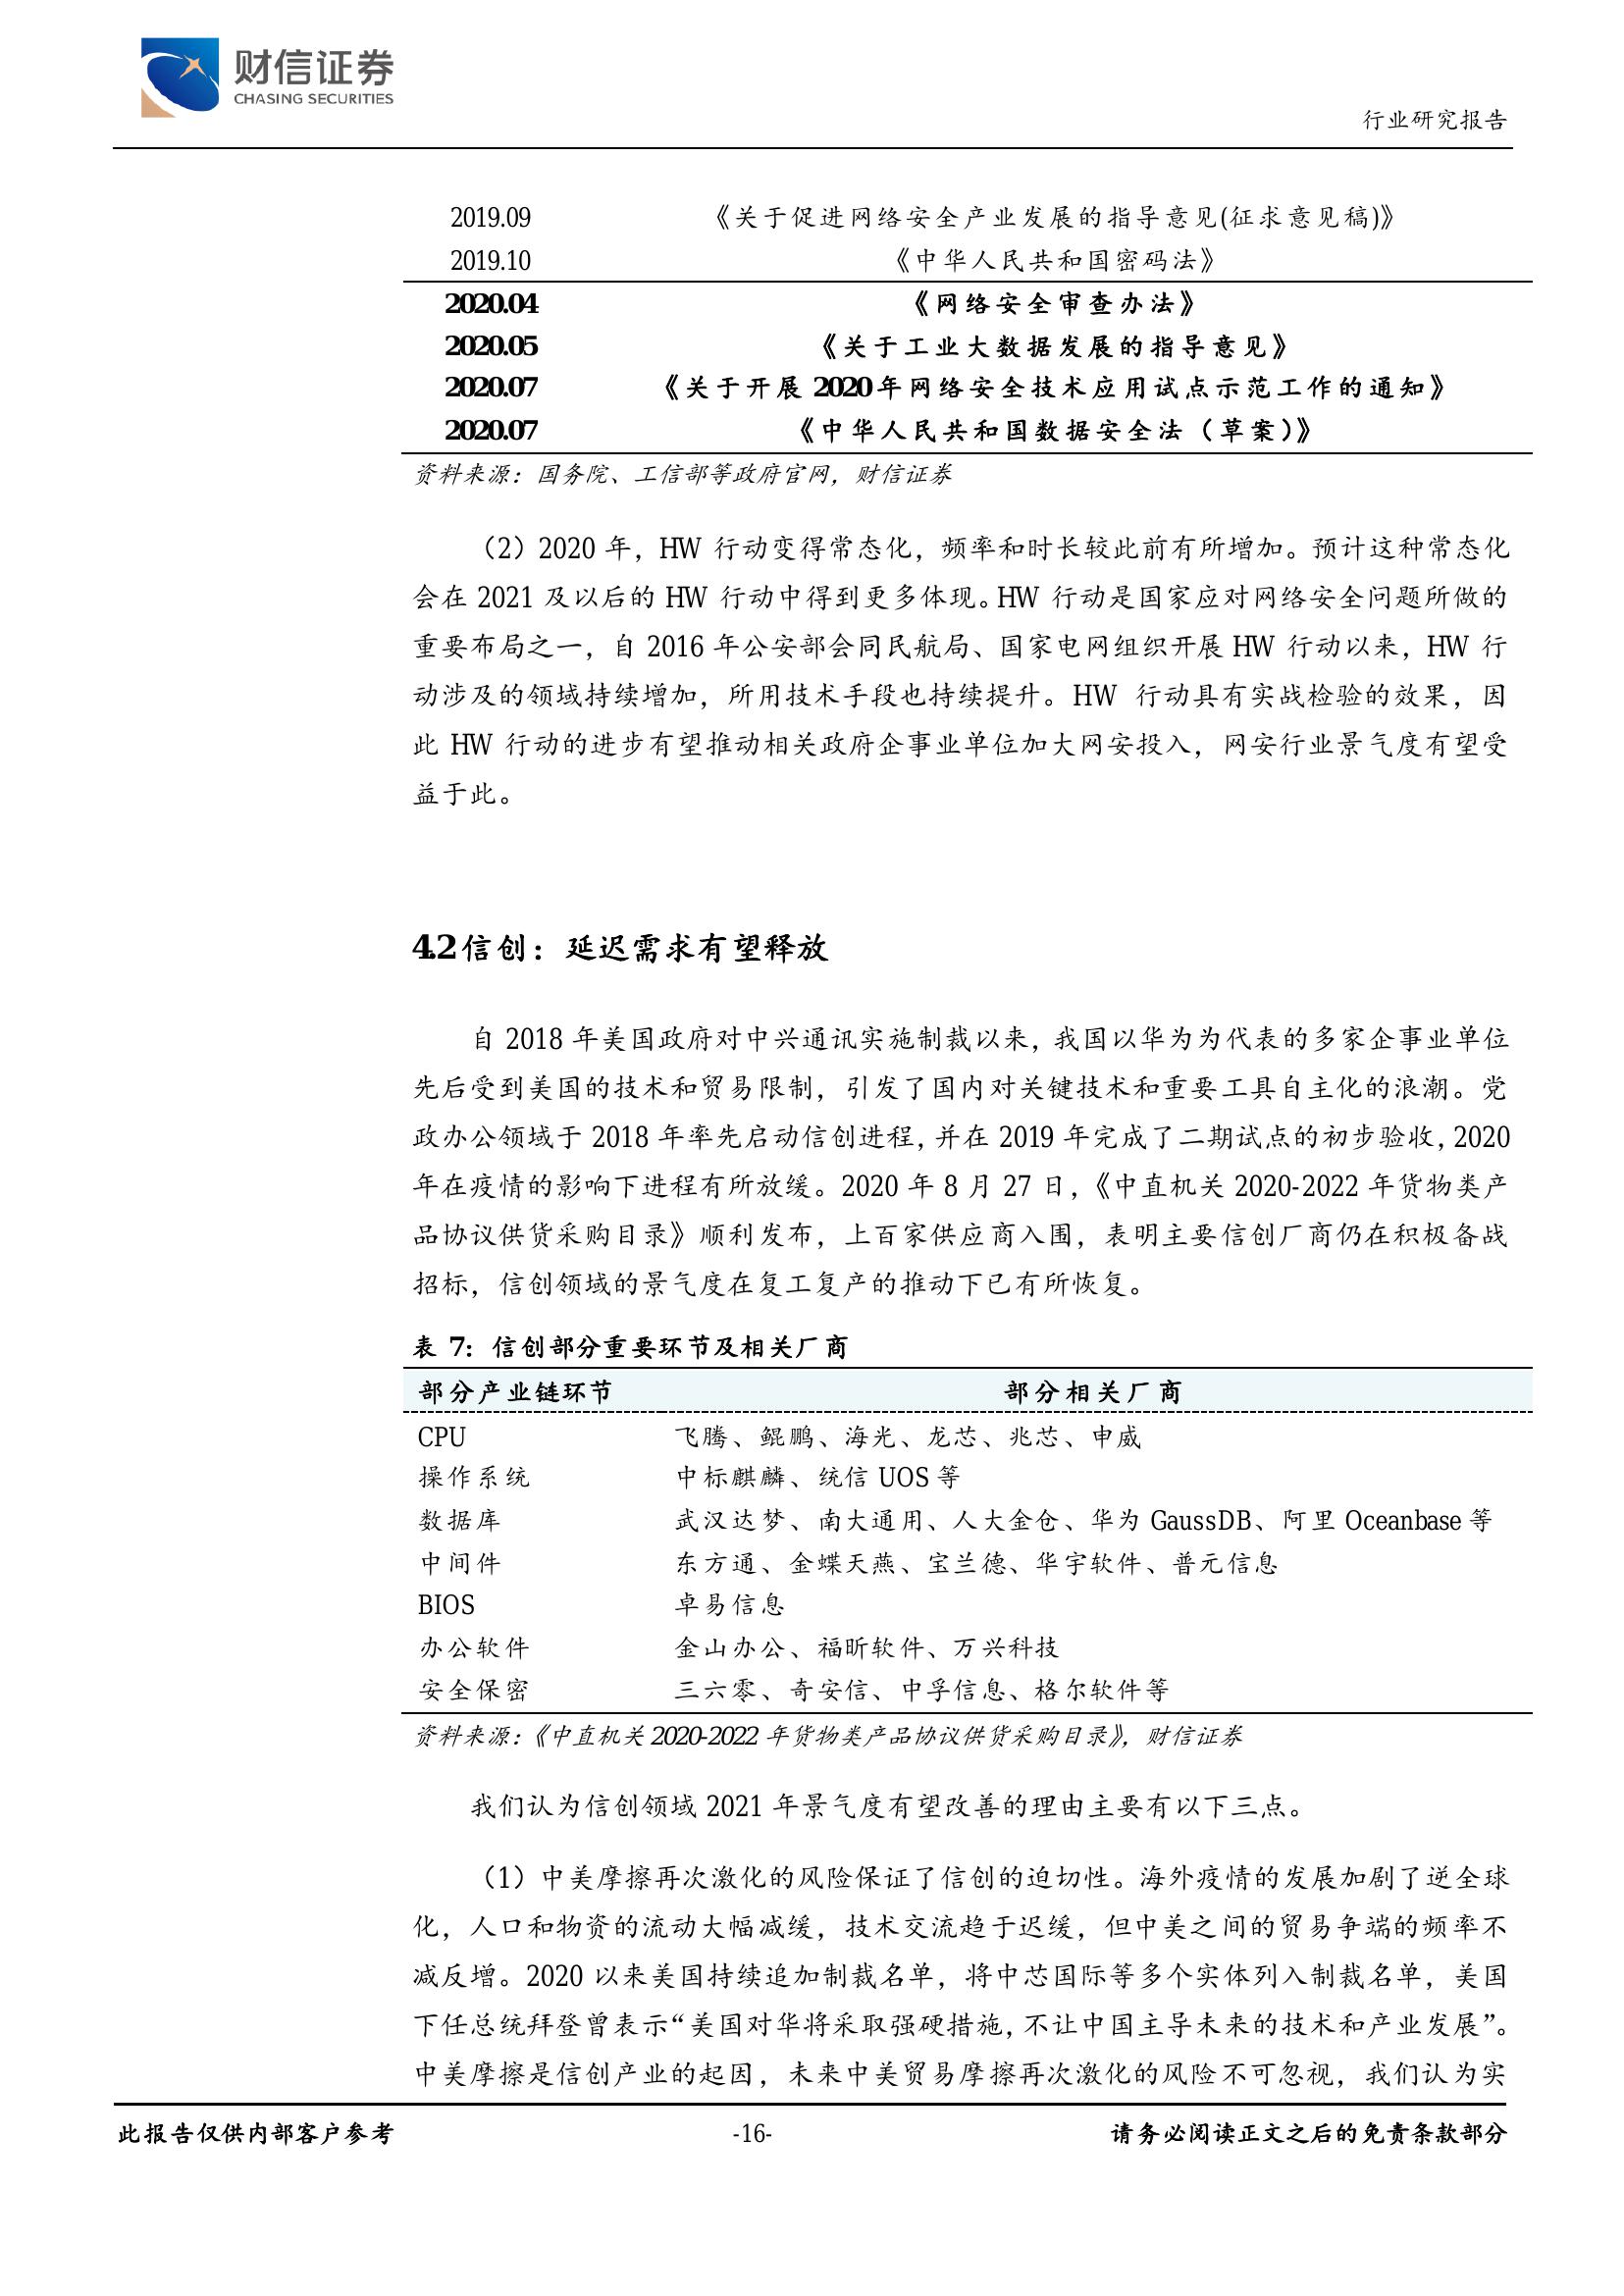 财信证券
CHASING SECURITIES
行业研究报告
2019.09 《关于促进网络安全产业发展的指导意见(征求意见稿)》
2019.10 《中华人民共和国密码法》
2020.04 《网络安全审查办法》
2020.05 《关于工业大数据发展的指导意见》
2020.07 《关于开展 2020 年网络安全技术应用试点示范工作的通知》
2020.07 《中华人民共和国数据安全法（草案）》
资料来源：国务院、工信部等政府官网，财信证券
（2）2020 年，HW 行动变得常态化，频率和时长较此前有所增加。预计这种常态化
会在 2021 及以后的 HW 行动中得到更多体现。HW 行动是国家应对网络安全问题所做的
重要布局之一，自 2016 年公安部会同民航局、国家电网组织开展 HW 行动以来，HW 行
动涉及的领域持续增加，所用技术手段也持续提升。HW 行动具有实战检验的效果，因
此 HW 行动的进步有望推动相关政府企事业单位加大网安投入，网安行业景气度有望受
益于此。
4.2 信创：延迟需求有望释放
自 2018 年美国政府对中兴通讯实施制裁以来，我国以华为为代表的多家企事业单位
先后受到美国的技术和贸易限制，引发了国内对关键技术和重要工具自主化的浪潮。党
政办公领域于 2018 年率先启动信创进程，并在 2019 年完成了二期试点的初步验收，2020
年在疫情的影响下进程有所放缓。2020 年 8 月 27 日，《中直机关 2020-2022 年货物类产
品协议供货采购目录》顺利发布，上百家供应商入围，表明主要信创厂商仍在积极备战
招标，信创领域的景气度在复工复产的推动下已有所恢复。
表 7：信创部分重要环节及相关厂商
部分产业链环节 部分相关厂商
CPU 飞腾、鲲鹏、海光、龙芯、兆芯、申威
操作系统 中标麒麟、统信 UOS 等
数据库 武汉达梦、南大通用、人大金仓、华为 GaussDB、阿里 Oceanbase 等
中间件 东方通、金蝶天燕、宝兰德、华宇软件、普元信息
BIOS 卓易信息
办公软件 金山办公、福昕软件、万兴科技
安全保密 三六零、奇安信、中孚信息、格尔软件等
资料来源：《中直机关 2020-2022 年货物类产品协议供货采购目录》，财信证券
我们认为信创领域 2021 年景气度有望改善的理由主要有以下三点。
（1）中美摩擦再次激化的风险保证了信创的迫切性。海外疫情的发展加剧了逆全球
化，人口和物资的流动大幅减缓，技术交流趋于迟缓，但中美之间的贸易争端的频率不
减反增。2020 以来美国持续追加制裁名单，将中芯国际等多个实体列入制裁名单，美国
下任总统拜登曾表示“美国对华将采取强硬措施，不让中国主导未来的技术和产业发展”。
中美摩擦是信创产业的起因，未来中美贸易摩擦再次激化的风险不可忽视，我们认为实
此报告仅供内部客户参考 -16- 请务必阅读正文之后的免责条款部分